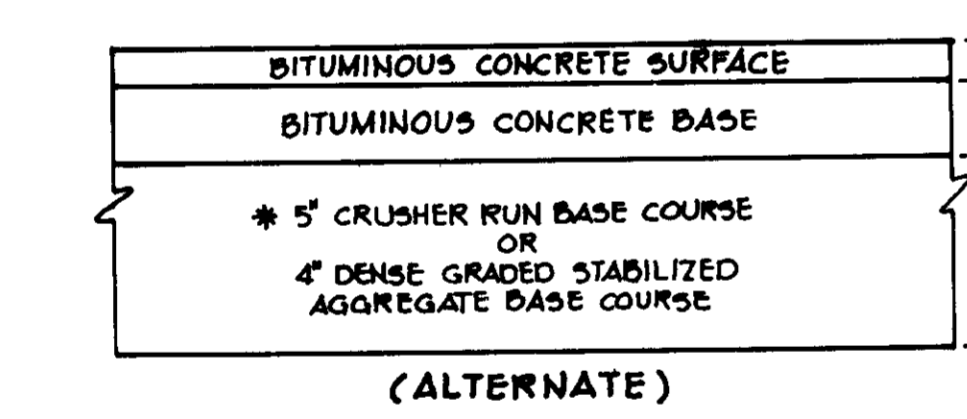 BITUMINOUS CONCRETE SURFACE
BITUMINOUS CONCRETE BASE
* 5" CRUSHER RUN BASE COURSE
OR
4" DENSE GRADED STABILIZED
AGGREGATE BASE COURSE
(ALTERNATE)